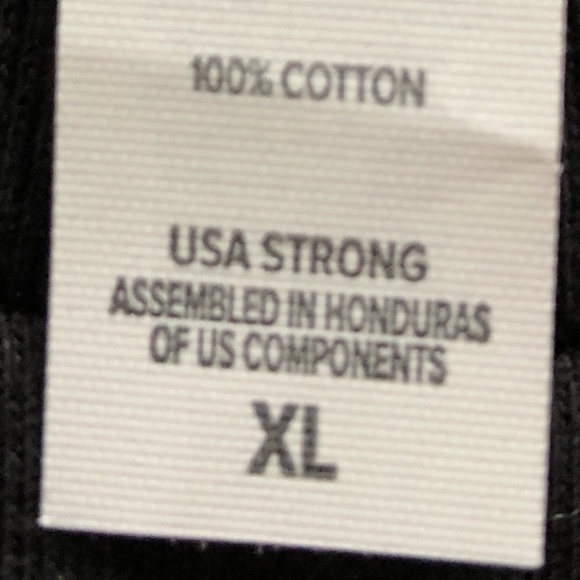 100% COTTON
USA STRONG
ASSEMBLED IN HONDURAS
OF US COMPONENTS
XL